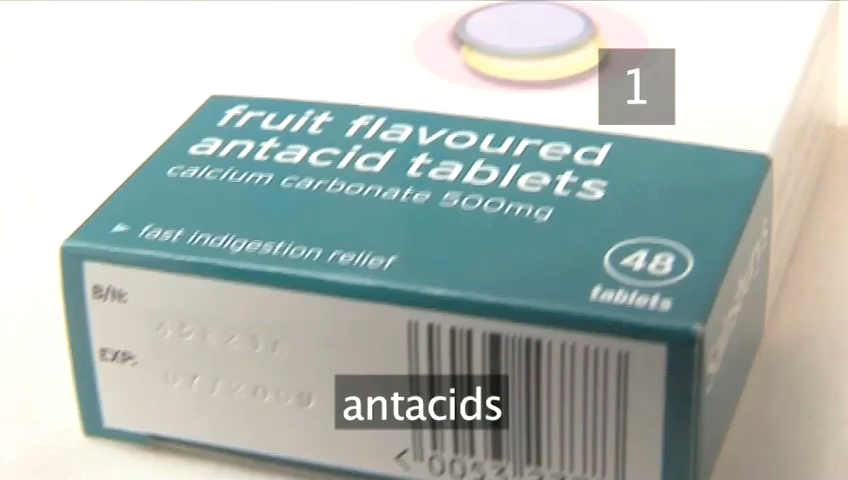 1
fruit flavoured
antacid tablets
calcium carbonate 500mg
fast indigestion relief
48
tablets
B/N:
EXP:
antacids